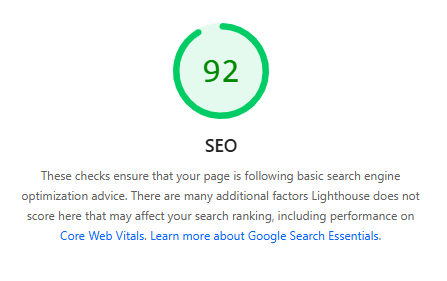 92
SEO
These checks ensure that your page is following basic search engine
optimization advice. There are many additional factors Lighthouse does not
score here that may affect your search ranking, including performance on
Core Web Vitals. Learn more about Google Search Essentials.